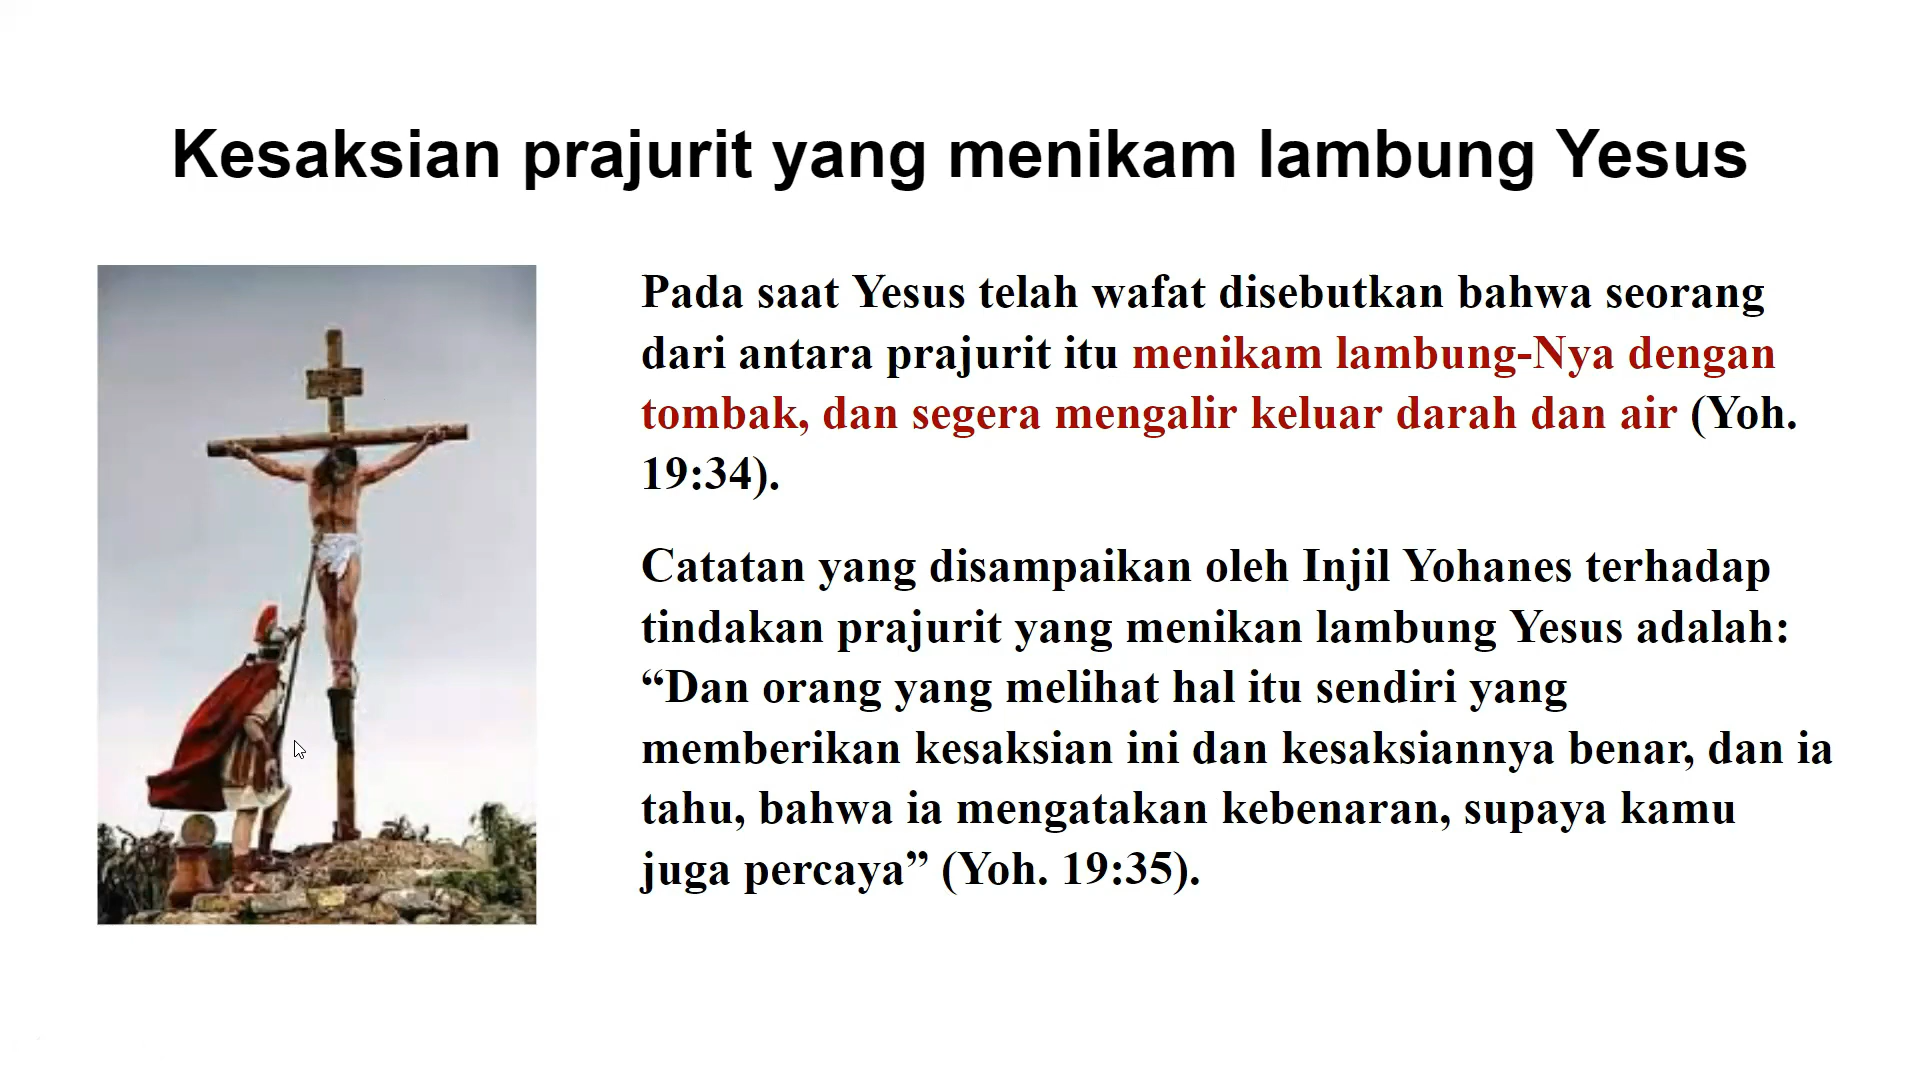 Kesaksian prajurit yang menikam lambung Yesus
Pada saat Yesus telah wafat disebutkan bahwa seorang
dari antara prajurit itu menikam lambung-Nya dengan
tombak, dan segera mengalir keluar darah dan air (Yoh.
19:34).
Catatan yang disampaikan oleh Injil Yohanes terhadap
tindakan prajurit yang menikan lambung Yesus adalah:
“Dan orang yang melihat hal itu sendiri yang
memberikan kesaksian ini dan kesaksiannya benar, dan ia
tahu, bahwa ia mengatakan kebenaran, supaya kamu
juga percaya” (Yoh. 19:35).